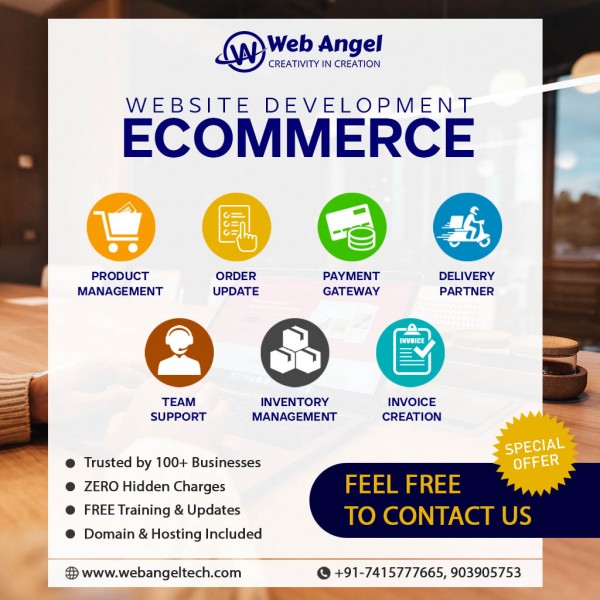 Web Angel
CREATIVITY IN CREATION
WEBSITE DEVELOPMENT
ECOMMERCE
PRODUCT
MANAGEMENT
ORDER
UPDATE
PAYMENT
GATEWAY
DELIVERY
PARTNER
INVOICE
TEAM
SUPPORT
INVENTORY
MANAGEMENT
INVOICE
CREATION
Trusted by 100+ Businesses
ZERO Hidden Charges
FREE Training & Updates
Domain & Hosting Included
SPECIAL
OFFER
FEEL FREE
TO CONTACT US
www.webangeltech.com
+91-7415777665, 903905753